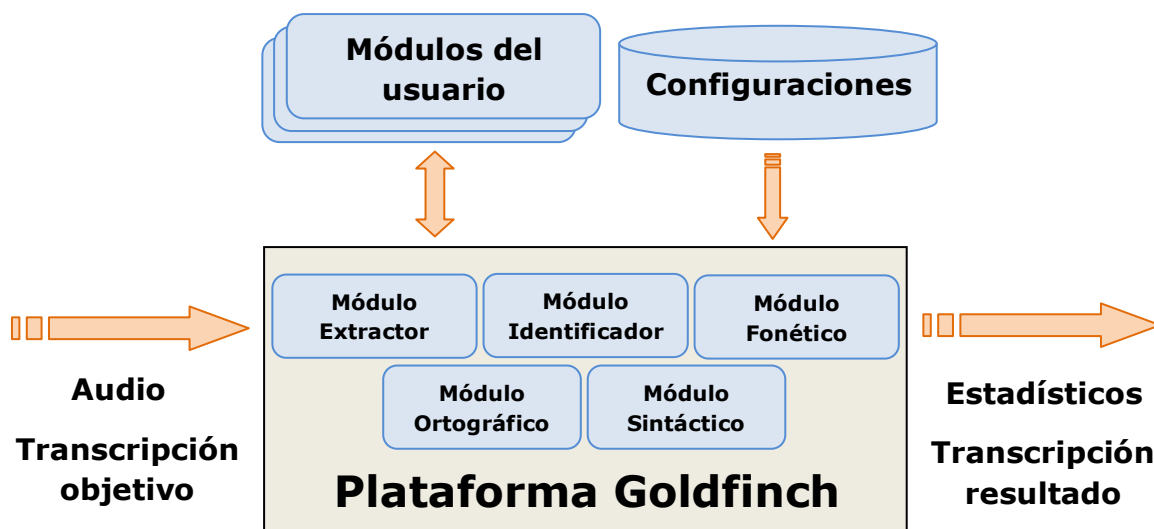 Módulos del
usuario
Configuraciones
Módulo
Extractor
Módulo
Identificador
Módulo
Fonético
Módulo
Ortográfico
Módulo
Sintáctico
Plataforma Goldfinch
Audio
Transcripción
objetivo
Estadísticos
Transcripción
resultado